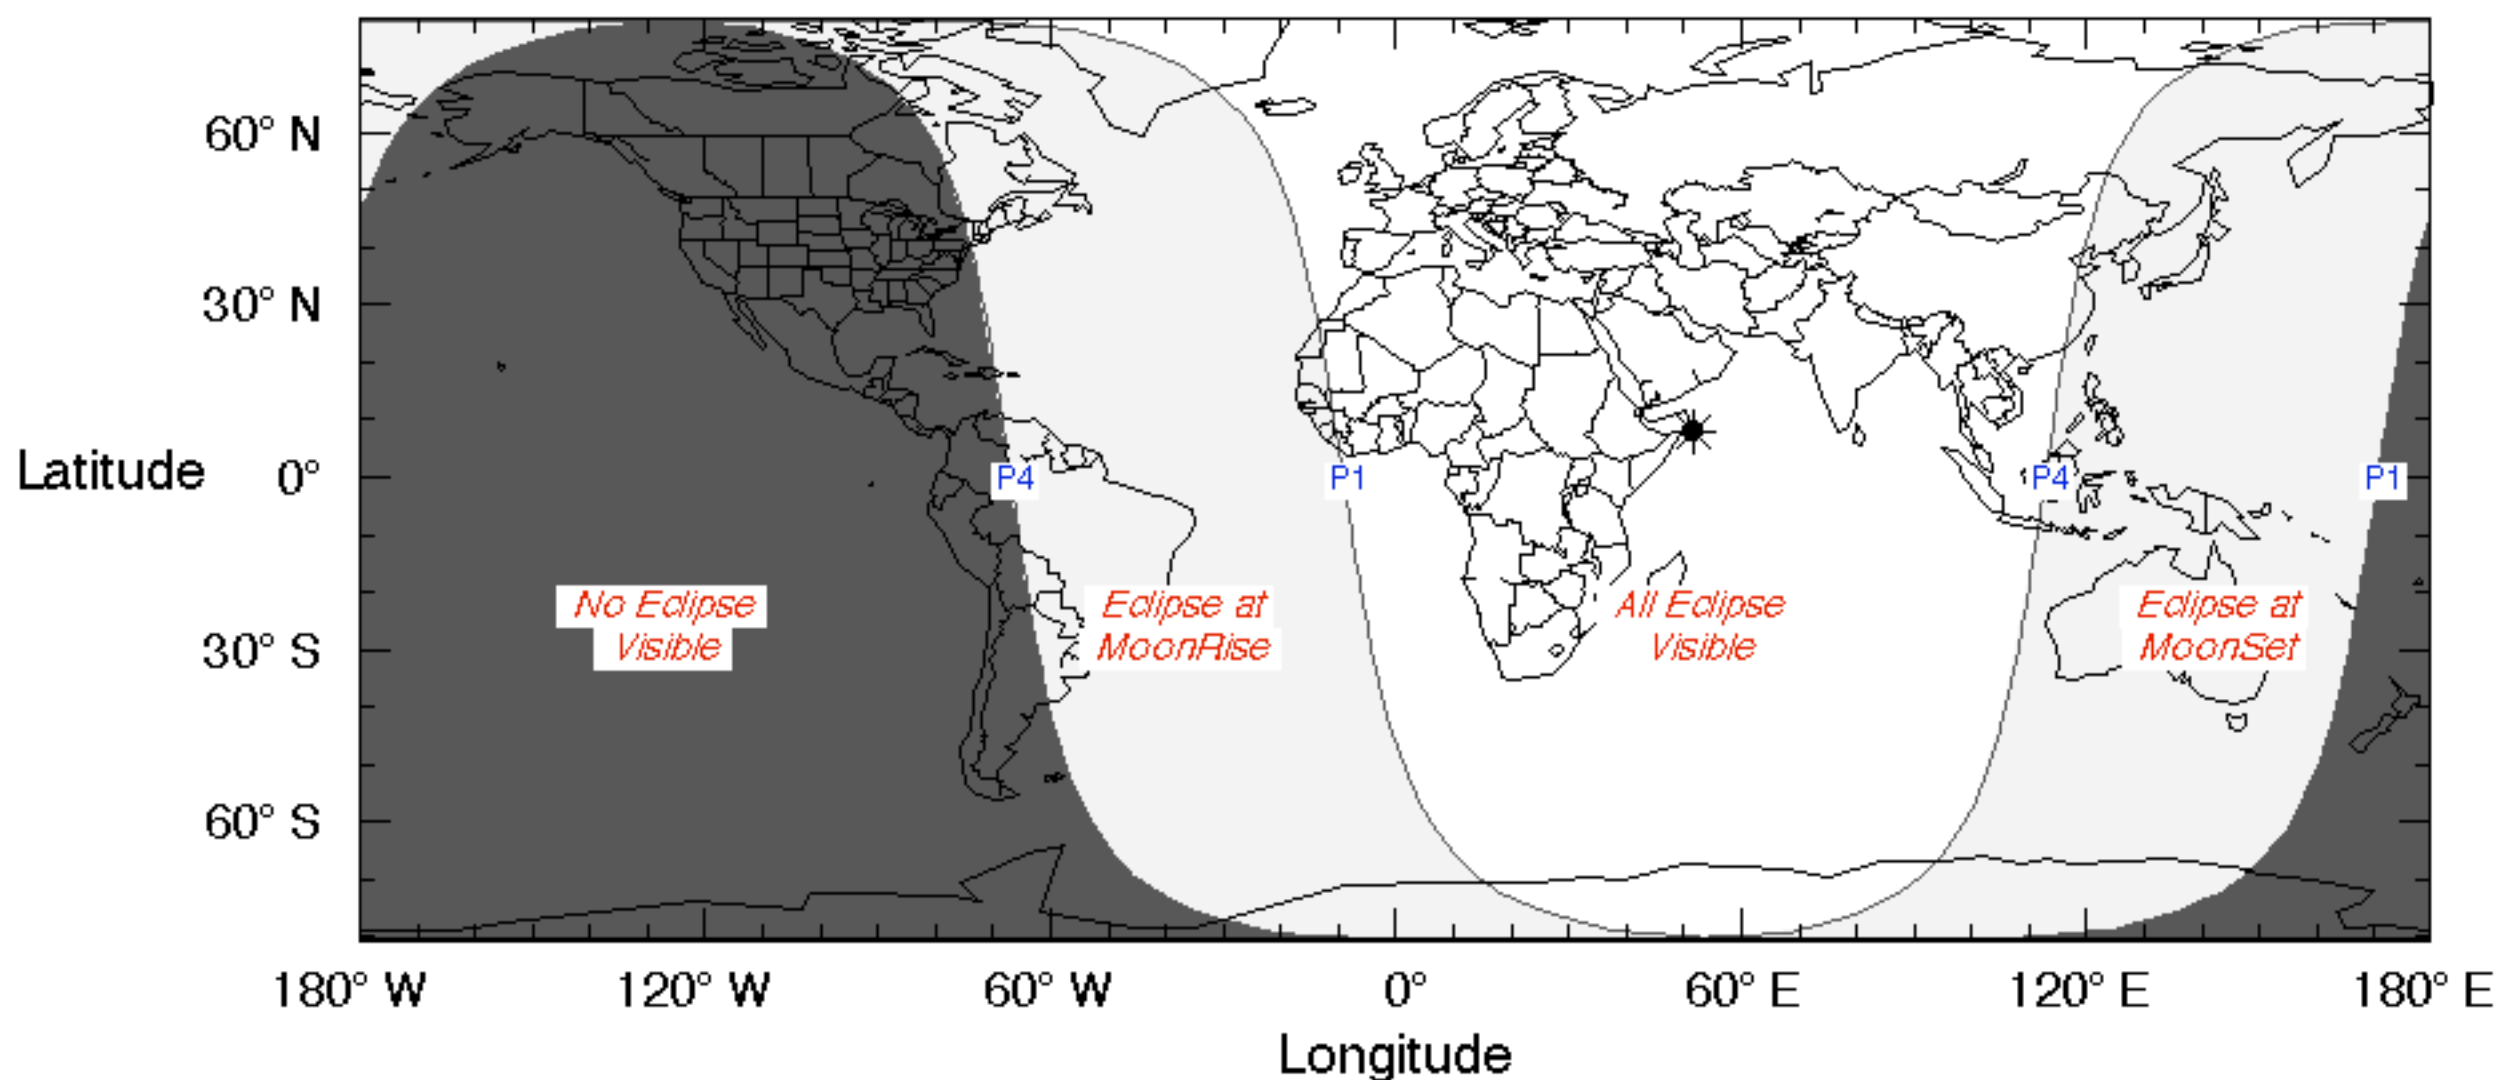 60° N
30° N
Latitude
0°
P4
P1
P4
P1
No Eclipse
Visible
Eclipse at
MoonRise
All Eclipse
Visible
Eclipse at
MoonSet
30° S
60° S
180° W
120° W
60° W
0°
60° E
120° E
180° E
Longitude